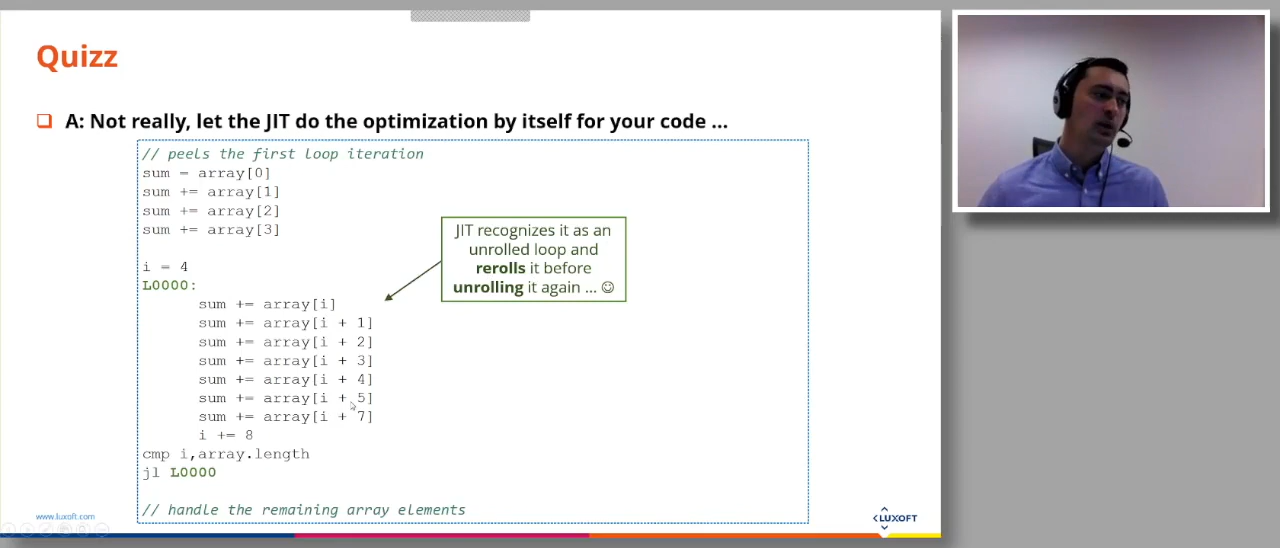 Quizz
A: Not really, let the JIT do the optimization by itself for your code ...
// peels the first loop iteration
sum = array[0]
sum += array[1]
sum += array[2]
sum += array[3]
i = 4
L0000:
sum += array[i]
sum += array[i + 1]
sum += array[i + 2]
sum += array[i + 3]
sum += array[i + 4]
sum += array[i + 5]
sum += array[i + 7]
i += 8
cmp i,array.length
jl L0000
// handle the remaining array elements
JIT recognizes it as an
unrolled loop and
rerolls it before
unrolling it again ... ☺
www.luxoft.com
LUXOFT